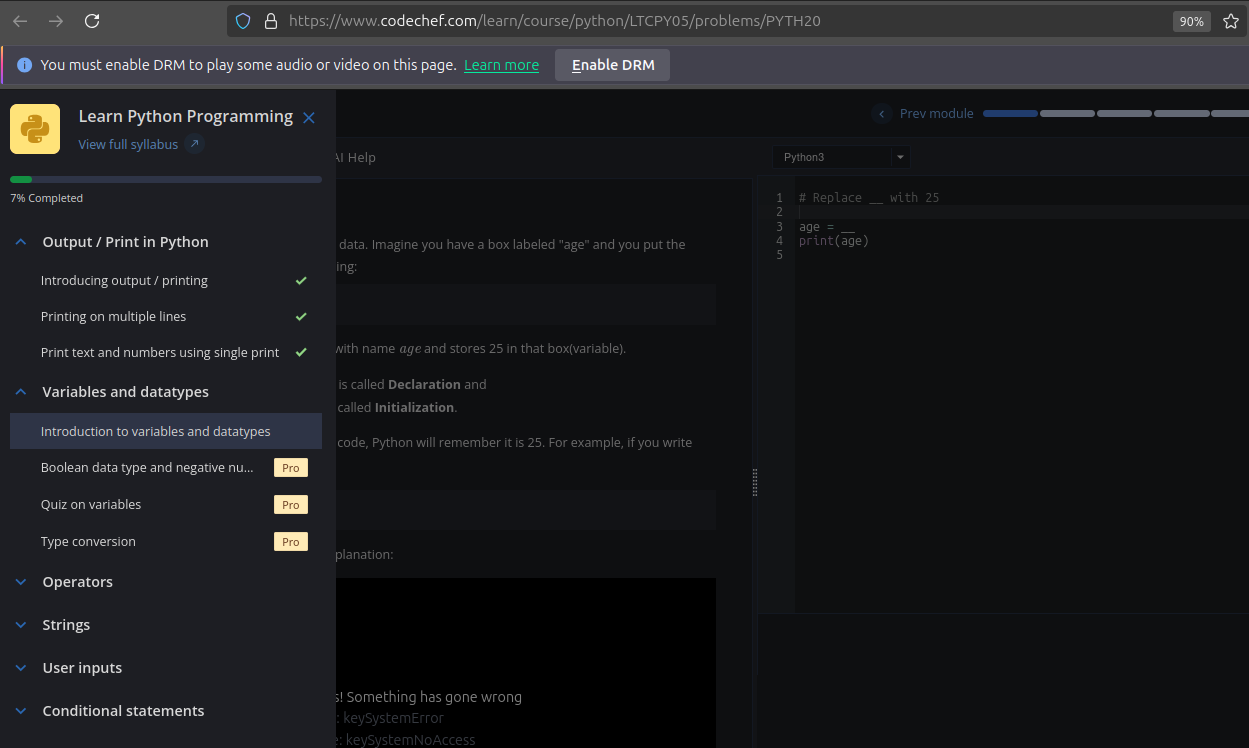 https://www.codechef.com/learn/course/python/LTCPY05/problems/PYTH20
90%
You must enable DRM to play some audio or video on this page. Learn more Enable DRM
Learn Python Programming
View full syllabus
7% Completed
Output / Print in Python
Introducing output / printing
Printing on multiple lines
Print text and numbers using single print
Variables and datatypes
Introduction to variables and datatypes
Boolean data type and negative nu... Pro
Quiz on variables Pro
Type conversion Pro
Operators
Strings
User inputs
Conditional statements
Prev module
AI Help
data. Imagine you have a box labeled "age" and you put the
ing:
with name age and stores 25 in that box(variable).
is called Declaration and
called Initialization.
code, Python will remember it is 25. For example, if you write
planation:
s! Something has gone wrong
: keySystemError
e: keySystemNoAccess
Python3
1 # Replace __ with 25
2
3 age = __
4 print(age)
5